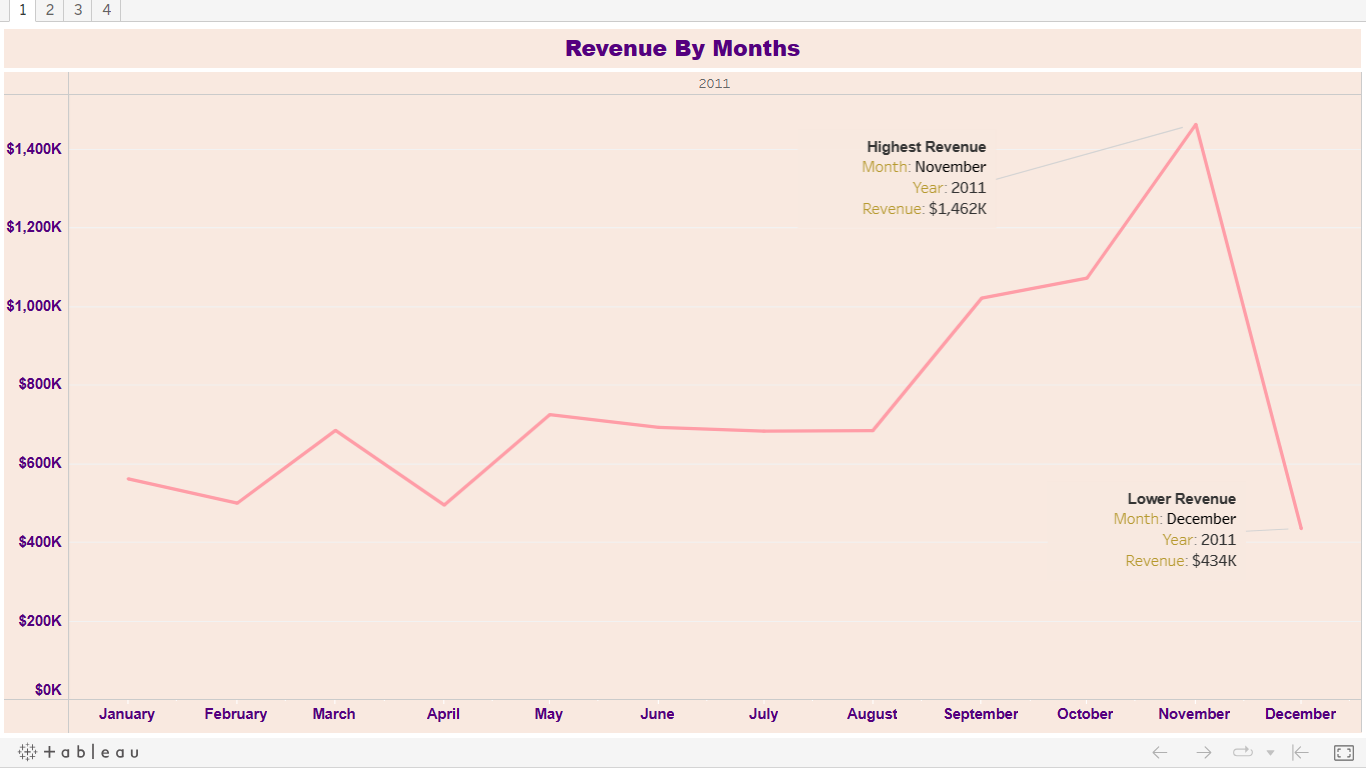 1 2 3 4
Revenue By Months
2011
$1,400K
$1,200K
$1,000K
$800K
$600K
$400K
$200K
$0K
Highest Revenue
Month: November
Year: 2011
Revenue: $1,462K
Lower Revenue
Month: December
Year: 2011
Revenue: $434K
January February March April May June July August September October November December
+ a b l e a u